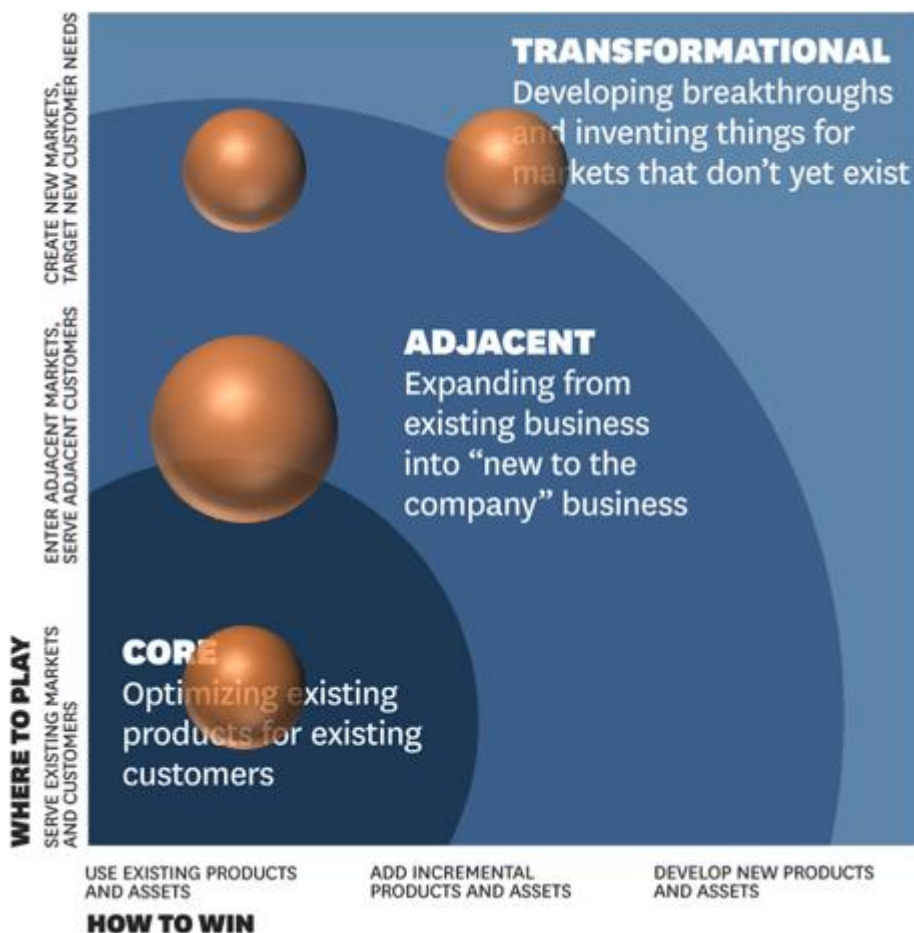 TRANSFORMATIONAL
Developing breakthroughs
and inventing things for
markets that don't yet exist
ADJACENT
Expanding from
existing business
into “new to the
company” business
CORE
Optimizing existing
products for existing
customers
WHERE TO PLAY
CREATE NEW MARKETS,
TARGET NEW CUSTOMER NEEDS
ENTER ADJACENT MARKETS,
SERVE ADJACENT CUSTOMERS
SERVE EXISTING MARKETS
AND CUSTOMERS
USE EXISTING PRODUCTS
AND ASSETS
ADD INCREMENTAL
PRODUCTS AND ASSETS
DEVELOP NEW PRODUCTS
AND ASSETS
HOW TO WIN